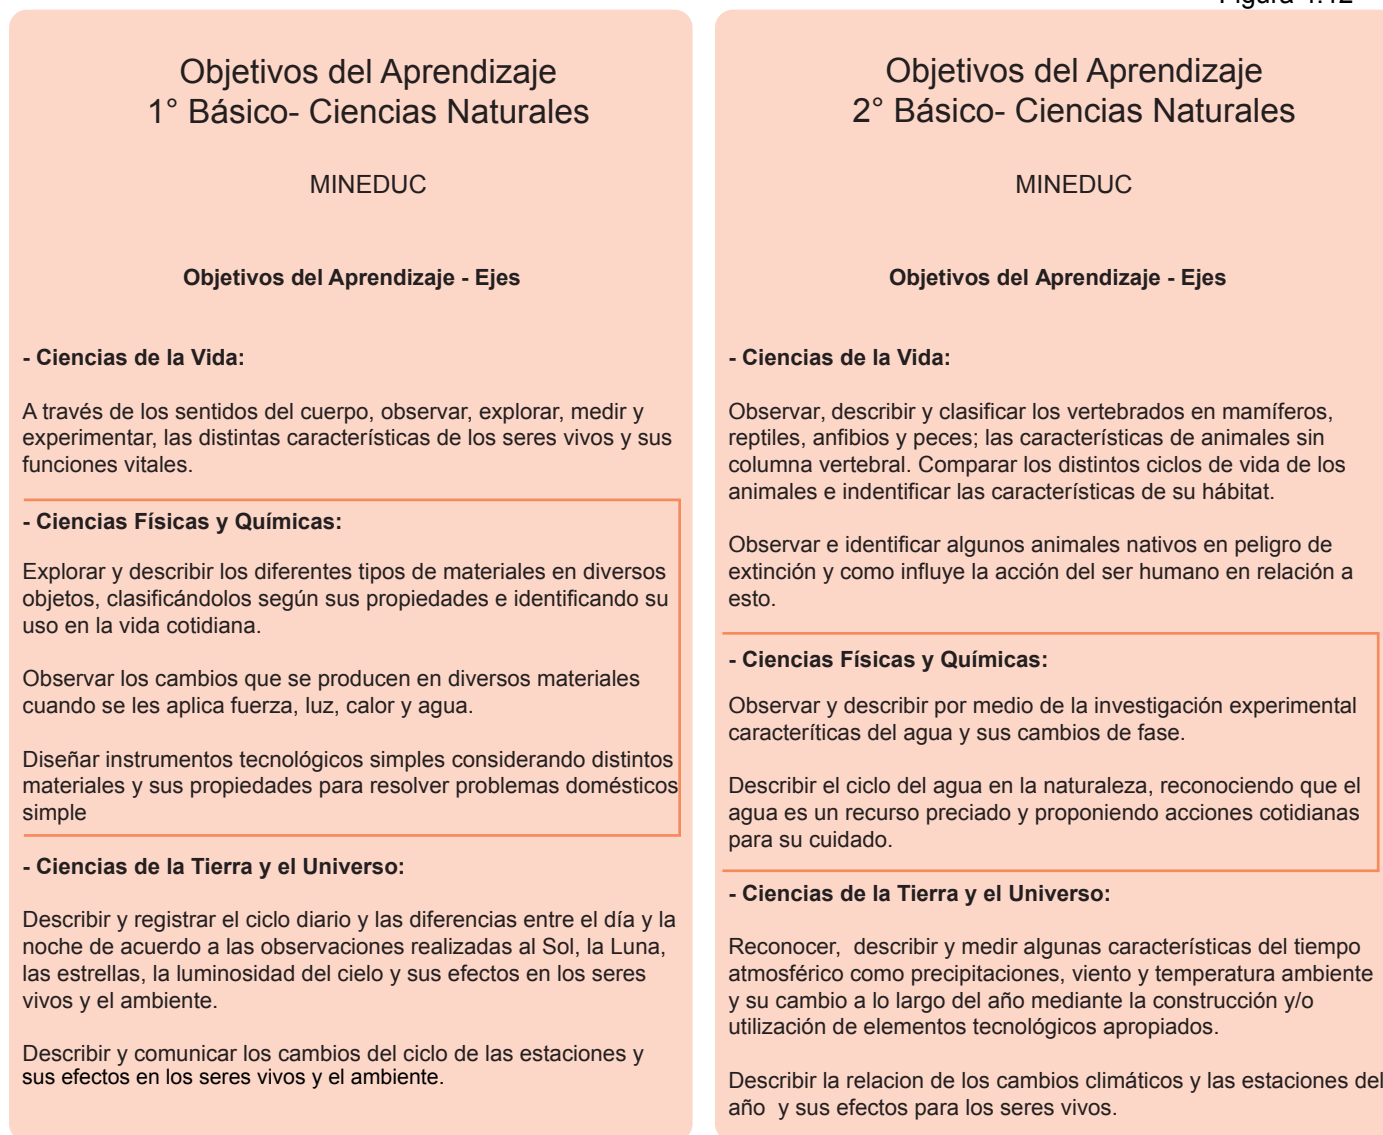 Figura 4.12
Objetivos del Aprendizaje
1° Básico- Ciencias Naturales
MINEDUC
Objetivos del Aprendizaje - Ejes
- Ciencias de la Vida:
A través de los sentidos del cuerpo, observar, explorar, medir y
experimentar, las distintas características de los seres vivos y sus
funciones vitales.
- Ciencias Físicas y Químicas:
Explorar y describir los diferentes tipos de materiales en diversos
objetos, clasificándolos según sus propiedades e identificando su
uso en la vida cotidiana.
Observar los cambios que se producen en diversos materiales
cuando se les aplica fuerza, luz, calor y agua.
Diseñar instrumentos tecnológicos simples considerando distintos
materiales y sus propiedades para resolver problemas domésticos
simple
- Ciencias de la Tierra y el Universo:
Describir y registrar el ciclo diario y las diferencias entre el día y la
noche de acuerdo a las observaciones realizadas al Sol, la Luna,
las estrellas, la luminosidad del cielo y sus efectos en los seres
vivos y el ambiente.
Describir y comunicar los cambios del ciclo de las estaciones y
sus efectos en los seres vivos y el ambiente.
Objetivos del Aprendizaje
2° Básico- Ciencias Naturales
MINEDUC
Objetivos del Aprendizaje - Ejes
- Ciencias de la Vida:
Observar, describir y clasificar los vertebrados en mamíferos,
reptiles, anfibios y peces; las características de animales sin
columna vertebral. Comparar los distintos ciclos de vida de los
animales e indentificar las características de su hábitat.
Observar e identificar algunos animales nativos en peligro de
extinción y como influye la acción del ser humano en relación a
esto.
- Ciencias Físicas y Químicas:
Observar y describir por medio de la investigación experimental
caracteríticas del agua y sus cambios de fase.
Describir el ciclo del agua en la naturaleza, reconociendo que el
agua es un recurso preciado y proponiendo acciones cotidianas
para su cuidado.
- Ciencias de la Tierra y el Universo:
Reconocer,  describir y medir algunas características del tiempo
atmosférico como precipitaciones, viento y temperatura ambiente
y su cambio a lo largo del año mediante la construcción y/o
utilización de elementos tecnológicos apropiados.
Describir la relacion de los cambios climáticos y las estaciones del
año  y sus efectos para los seres vivos.